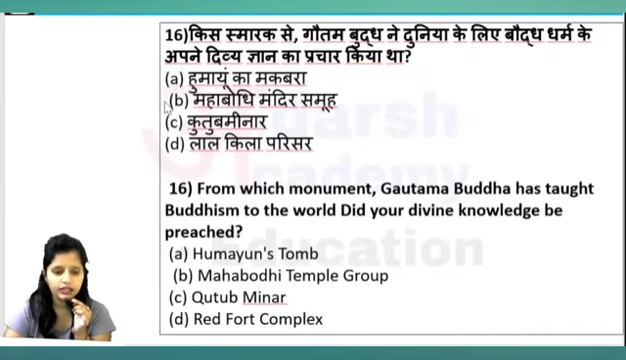 16)किस स्मारक से, गौतम बुद्ध ने दुनिया के लिए बौद्ध धर्म के
अपने दिव्य ज्ञान का प्रचार किया था?
(a) हुमायूं का मकबरा
(b) महाबोधि मंदिर समूह
(c) कुतुबमीनार
(d) लाल किला परिसर
16) From which monument, Gautama Buddha has taught
Buddhism to the world Did your divine knowledge be
preached?
(a) Humayun's Tomb
(b) Mahabodhi Temple Group
(c) Qutub Minar
(d) Red Fort Complex
Education